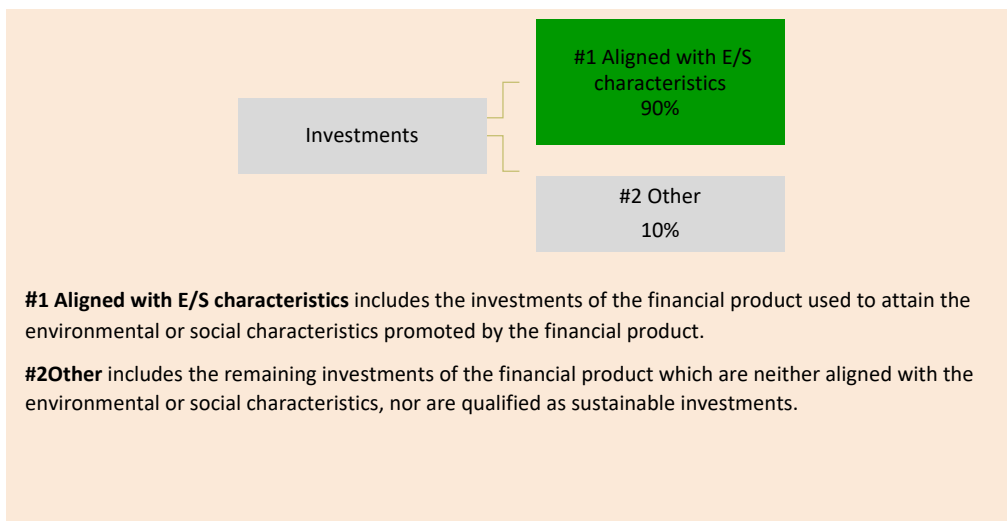 #1 Aligned with E/S
characteristics
90%
Investments
#2 Other
10%
#1 Aligned with E/S characteristics includes the investments of the financial product used to attain the
environmental or social characteristics promoted by the financial product.
#2Other includes the remaining investments of the financial product which are neither aligned with the
environmental or social characteristics, nor are qualified as sustainable investments.